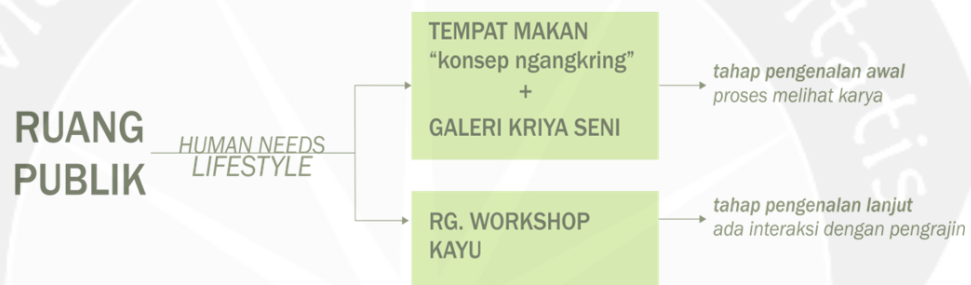 RUANG
PUBLIK
HUMAN NEEDS
LIFESTYLE
TEMPAT MAKAN
“konsep ngangkring”
+
GALERI KRIYA SENI
tahap pengenalan awal
proses melihat karya
RG. WORKSHOP
KAYU
tahap pengenalan lanjut
ada interaksi dengan pengrajin